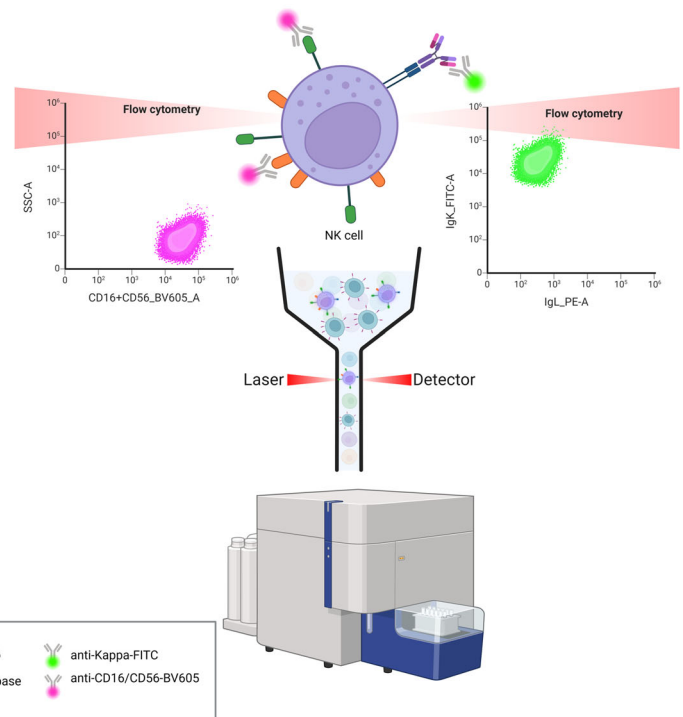 Flow cytometry
10⁶
10⁵
10⁴
10³
10²
0
SSC-A
0 10² 10³ 10⁴ 10⁵ 10⁶
CD16+CD56_BV605_A
NK cell
Flow cytometry
10⁶
10⁵
10⁴
10³
10²
0
IgK_FITC-A
0 10² 10³ 10⁴ 10⁵ 10⁶
IgL_PE-A
Laser
Detector
anti-Kappa-FITC
anti-CD16/CD56-BV605